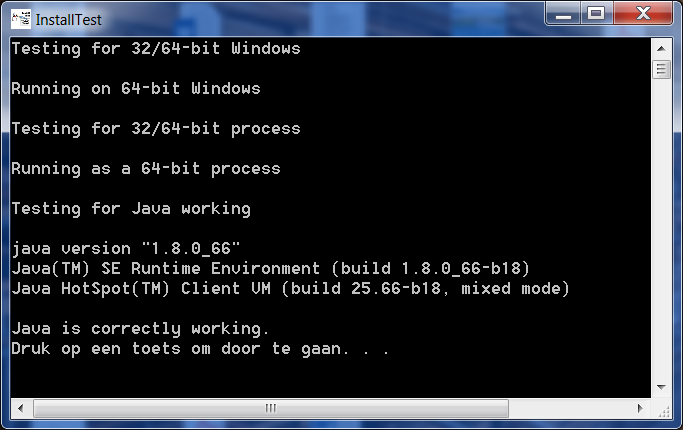 InstallTest
Testing for 32/64-bit Windows
Running on 64-bit Windows
Testing for 32/64-bit process
Running as a 64-bit process
Testing for Java working
java version "1.8.0_66"
Java(TM) SE Runtime Environment (build 1.8.0_66-b18)
Java HotSpot(TM) Client VM (build 25.66-b18, mixed mode)
Java is correctly working.
Druk op een toets om door te gaan. . .